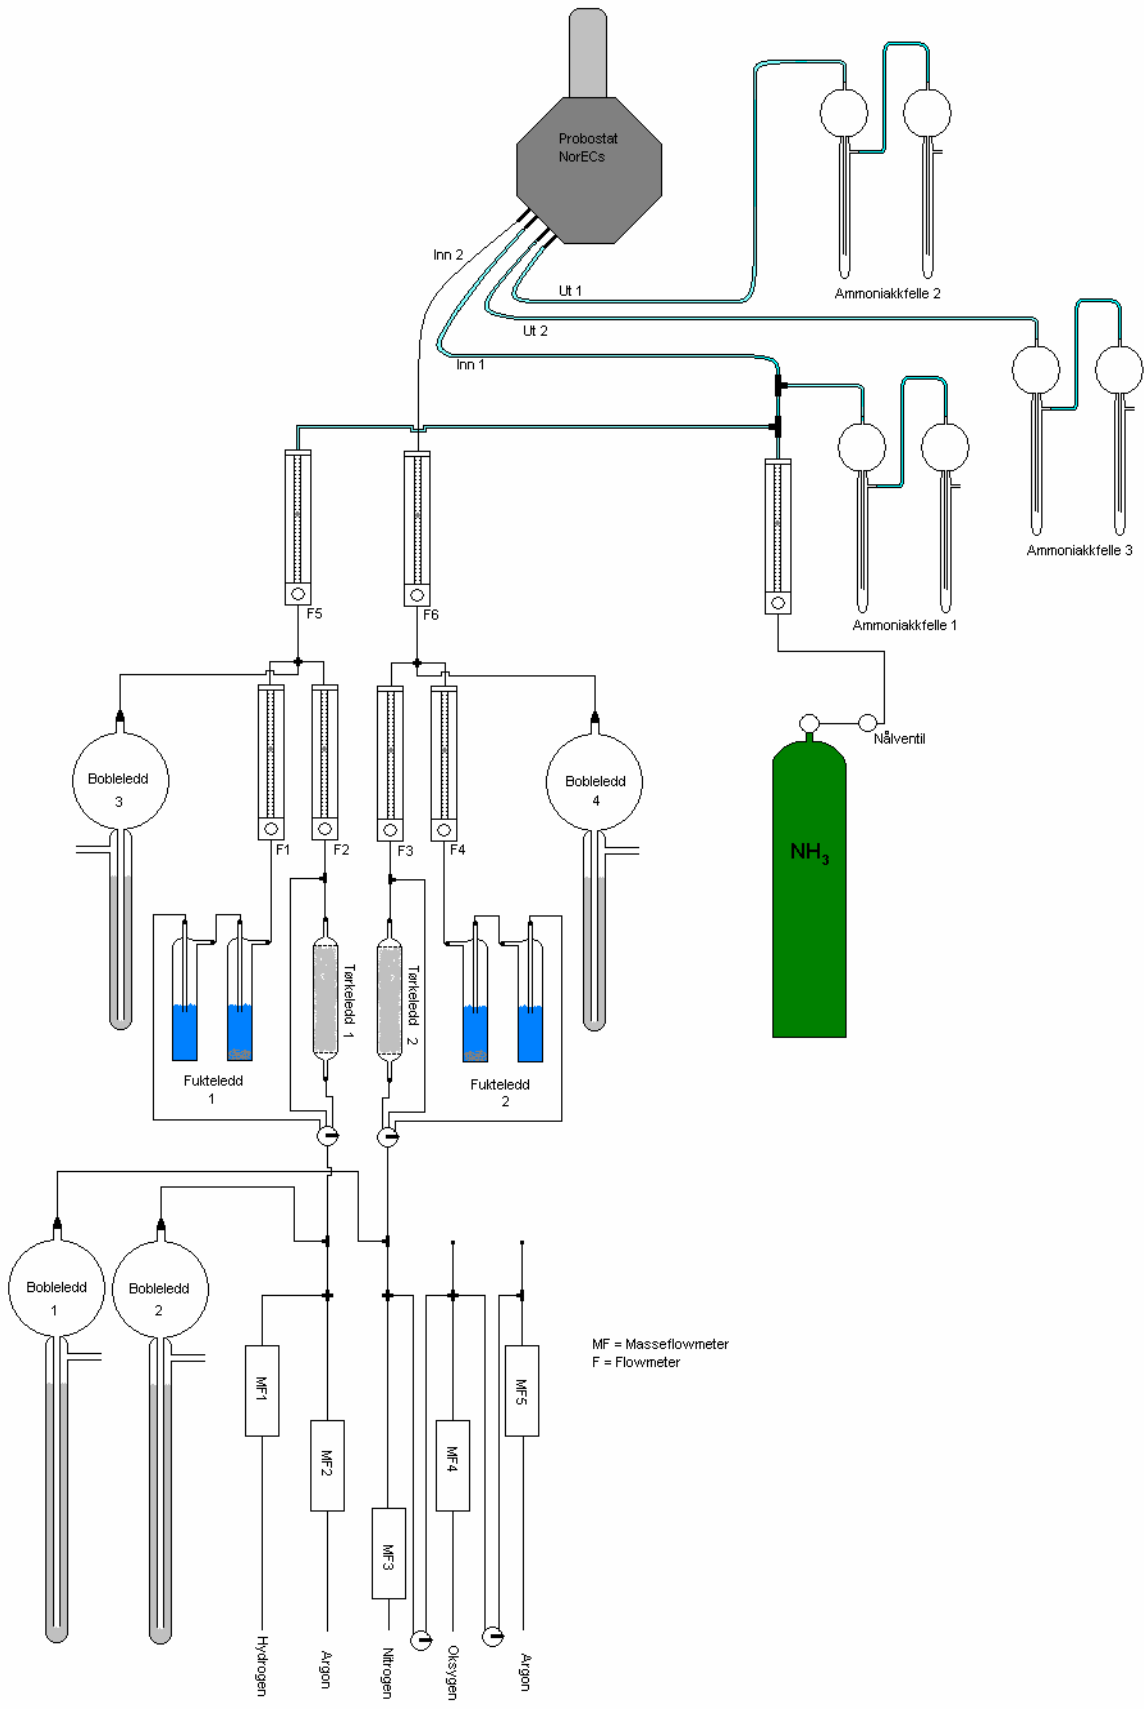 Probostat
NorECs
Inn 2
Ut 1
Ammoniakkfelle 2
Ut 2
Inn 1
Ammoniakkfelle 3
F5
F6
Ammoniakkfelle 1
Nålventil
Bobleledd
3
Bobleledd
4
F1
F2
F3
F4
NH3
Tørkeledd 1
Tørkeledd 2
Fukteledd
1
Fukteledd
2
Bobleledd
1
Bobleledd
2
MF = Masseflowmeter
F = Flowmeter
MF1
MF2
MF3
MF4
MF5
Hydrogen
Argon
Nitrogen
Oksygen
Argon